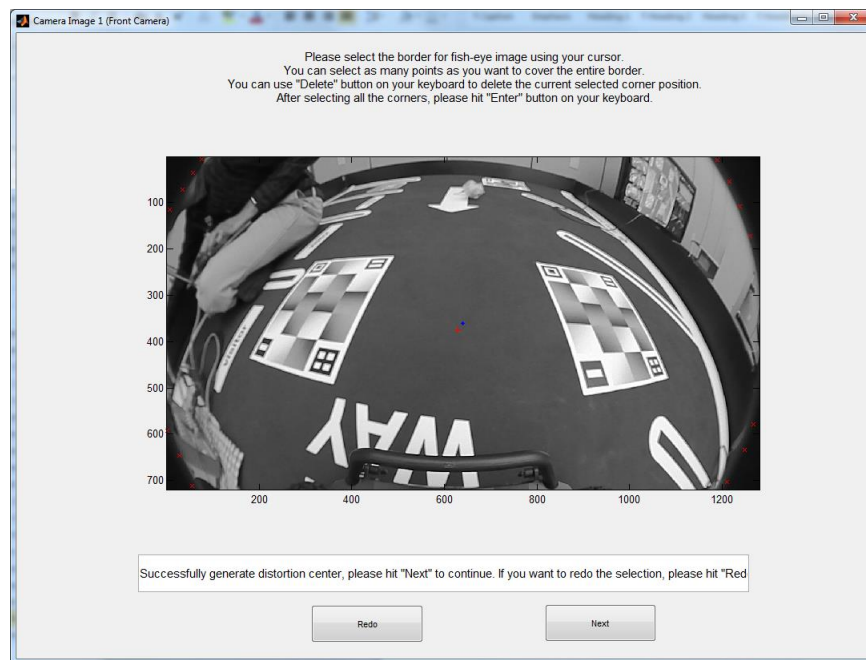 Camera Image 1 (Front Camera)
Please select the border for fish-eye image using your cursor.
You can select as many points as you want to cover the entire border.
You can use "Delete" button on your keyboard to delete the current selected corner position.
After selecting all the corners, please hit "Enter" button on your keyboard.
100
200
300
400
500
600
700
visitor
WAY
200
400
600
800
1000
1200
Successfully generate distortion center, please hit "Next" to continue. If you want to redo the selection, please hit "Red
Redo
Next